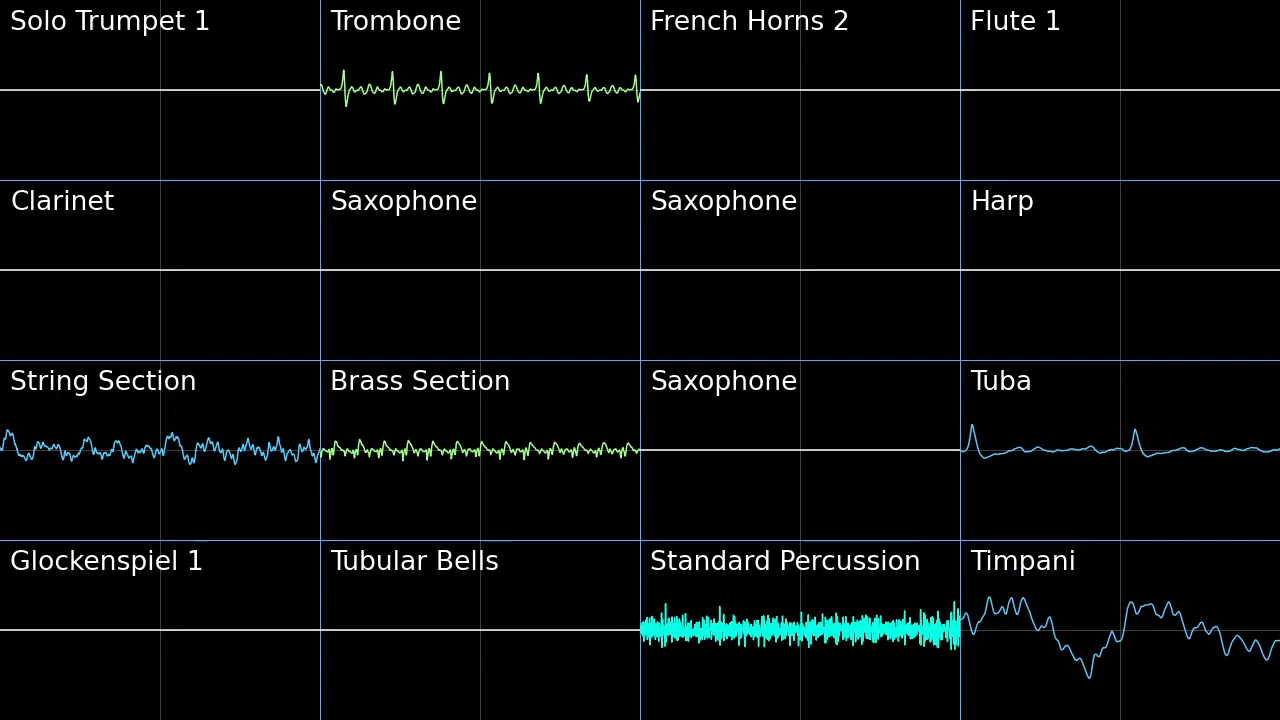 Solo Trumpet 1
Trombone
French Horns 2
Flute 1
Clarinet
Saxophone
Saxophone
Harp
String Section
Brass Section
Saxophone
Tuba
Glockenspiel 1
Tubular Bells
Standard Percussion
Timpani